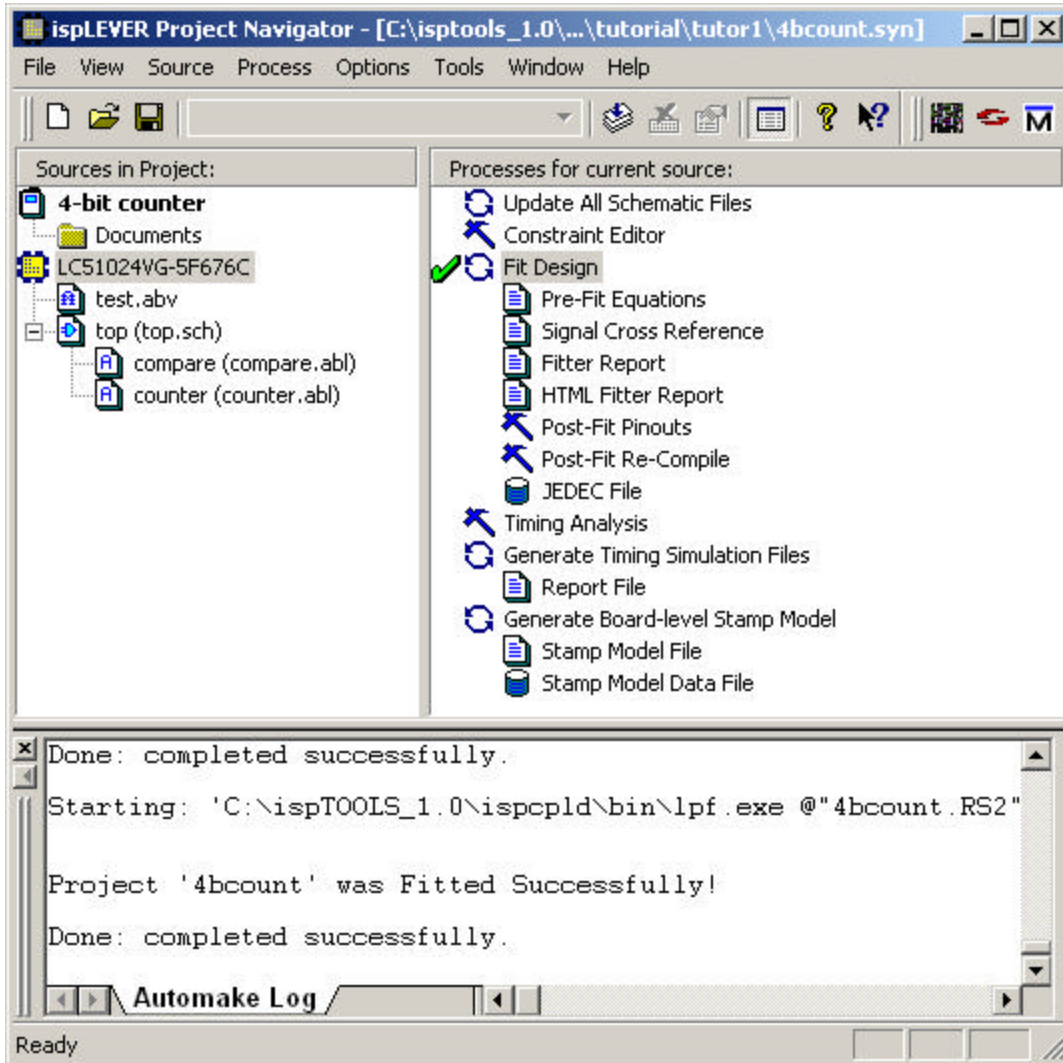 ispLEVER Project Navigator - [C:\isptools_1.0\...\tutorial\tutor1\4bcount.syn]
File View Source Process Options Tools Window Help
Sources in Project:
4-bit counter
Documents
LC51024VG-5F676C
test.abv
top (top.sch)
compare (compare.abl)
counter (counter.abl)
Processes for current source:
Update All Schematic Files
Constraint Editor
Fit Design
Pre-Fit Equations
Signal Cross Reference
Fitter Report
HTML Fitter Report
Post-Fit Pinouts
Post-Fit Re-Compile
JEDEC File
Timing Analysis
Generate Timing Simulation Files
Report File
Generate Board-level Stamp Model
Stamp Model File
Stamp Model Data File
Done: completed successfully.
Starting: 'C:\ispTOOLS_1.0\ispcpld\bin\lpf.exe @"4bcount.RS2"
Project '4bcount' was Fitted Successfully!
Done: completed successfully.
Automake Log
Ready